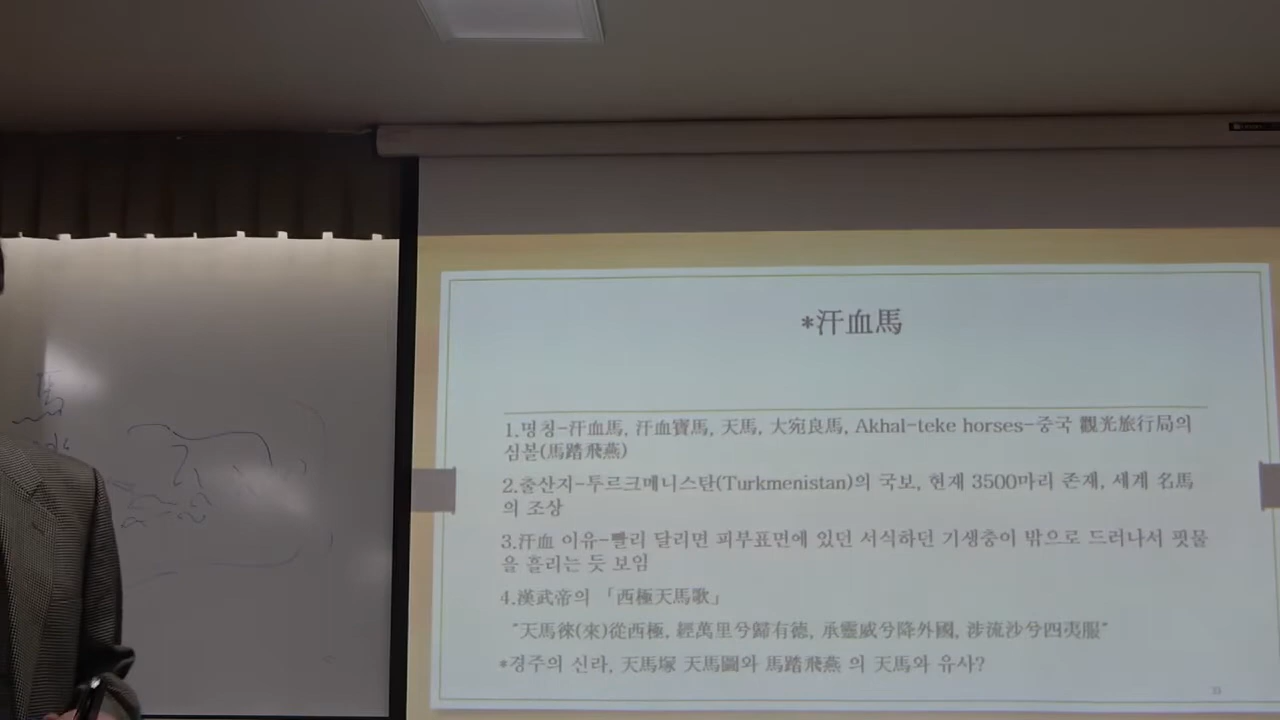 *汗血馬
1.명칭-汗血馬, 汗血寶馬, 天馬, 大宛良馬, Akhal-teke horses-중국 觀光旅行局의
심볼(馬踏飛燕)
2.출산지-투르크메니스탄(Turkmenistan)의 국보, 현재 3500마리 존재, 세계 名馬
의 조상
3.汗血 이유-빨리 달리면 피부표면에 있던 서식하던 기생충이 밖으로 드러나서 핏물
을 흘리는 듯 보임
4.漢武帝의 「西極天馬歌」
"天馬徠(來)從西極, 經萬里兮歸有德, 承靈威兮降外國, 涉流沙兮四夷服"
*경주의 신라, 天馬塚 天馬圖와 馬踏飛燕 의 天馬와 유사?
馬